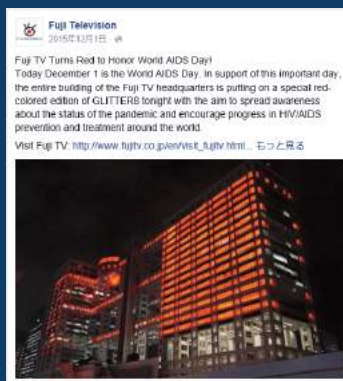 Fuji Television
2015年12月1日
Fuji TV Turns Red to Honor World AIDS Day!
Today December 1 is the World AIDS Day. In support of this important day,
the entire building of the Fuji TV headquarters is putting on a special red-
colored edition of GLITTER8 tonight with the aim to spread awareness
about the status of the pandemic and encourage progress in HIV/AIDS
prevention and treatment around the world.
Visit Fuji TV: http://www.fujitv.co.jp/en/visit_fujitv.html... もっと見る